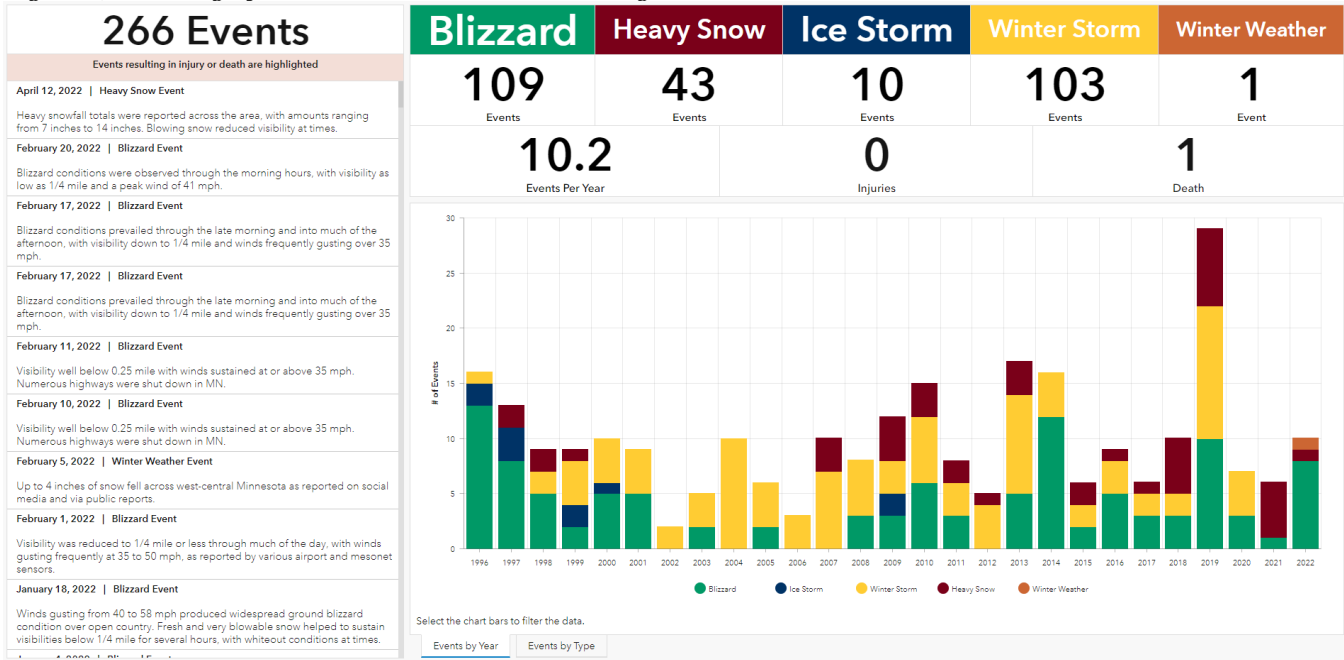 266 Events
Events resulting in injury or death are highlighted
April 12, 2022 | Heavy Snow Event
Heavy snowfall totals were reported across the area, with amounts ranging
from 7 inches to 14 inches. Blowing snow reduced visibility at times.
February 20, 2022 | Blizzard Event
Blizzard conditions were observed through the morning hours, with visibility as
low as 1/4 mile and a peak wind of 41 mph.
February 17, 2022 | Blizzard Event
Blizzard conditions prevailed through the late morning and into much of the
afternoon, with visibility down to 1/4 mile and winds frequently gusting over 35
mph.
February 17, 2022 | Blizzard Event
Blizzard conditions prevailed through the late morning and into much of the
afternoon, with visibility down to 1/4 mile and winds frequently gusting over 35
mph.
February 11, 2022 | Blizzard Event
Visibility well below 0.25 mile with winds sustained at or above 35 mph.
Numerous highways were shut down in MN.
February 10, 2022 | Blizzard Event
Visibility well below 0.25 mile with winds sustained at or above 35 mph.
Numerous highways were shut down in MN.
February 5, 2022 | Winter Weather Event
Up to 4 inches of snow fell across west-central Minnesota as reported on social
media and via public reports.
February 1, 2022 | Blizzard Event
Visibility was reduced to 1/4 mile or less through much of the day, with winds
gusting frequently at 35 to 50 mph, as reported by various airport and mesonet
sensors.
January 18, 2022 | Blizzard Event
Winds gusting from 40 to 58 mph produced widespread ground blizzard
condition over open country. Fresh and very blowable snow helped to sustain
visibilities below 1/4 mile for several hours, with whiteout conditions at times.
Blizzard Heavy Snow Ice Storm Winter Storm Winter Weather
109 43 10 103 1
Events Events Events Events Event
10.2 0 1
Events Per Year Injuries Death
# of Events
30
25
20
15
10
5
0
1996 1997 1998 1999 2000 2001 2002 2003 2004 2005 2006 2007 2008 2009 2010 2011 2012 2013 2014 2015 2016 2017 2018 2019 2020 2021 2022
Blizzard Ice Storm Winter Storm Heavy Snow Winter Weather
Select the chart bars to filter the data.
Events by Year Events by Type